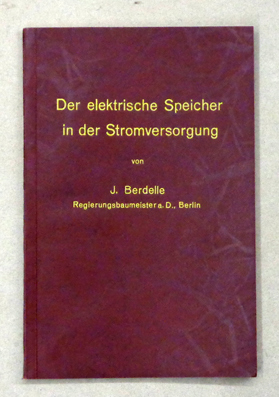 Der elektrische Speicher
in der Stromversorgung
von
J. Berdelle
Regierungsbaumeister a. D., Berlin